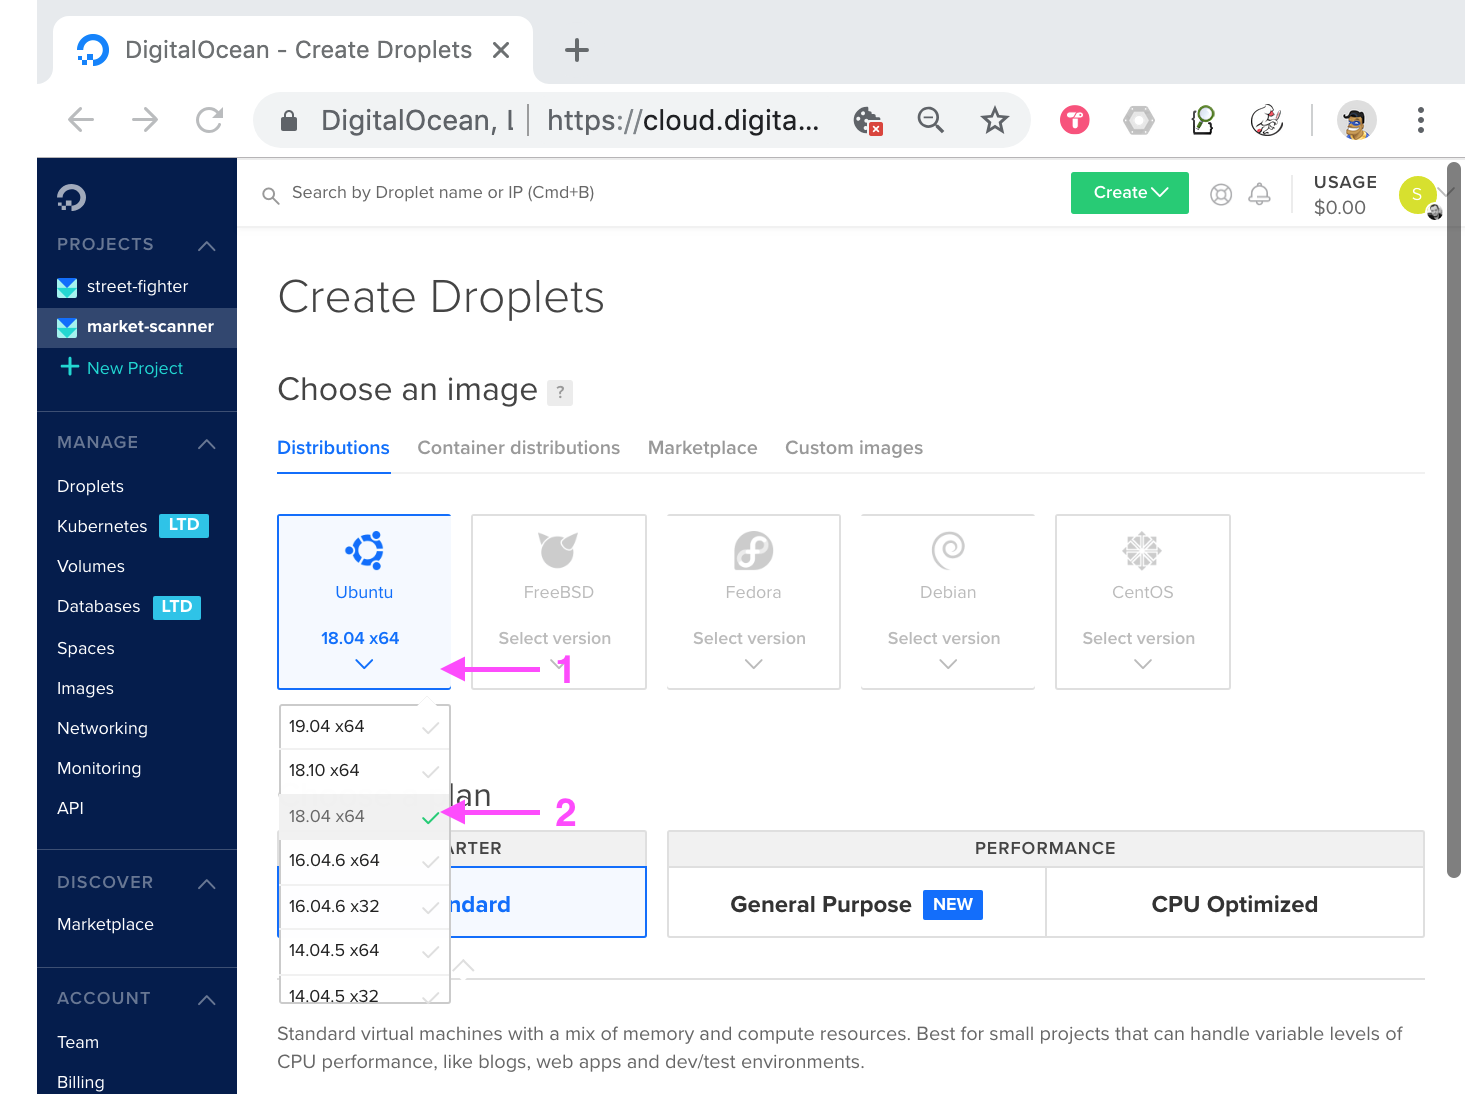 DigitalOcean - Create Droplets
DigitalOcean, https://cloud.digita...
Search by Droplet name or IP (Cmd+B)
Create
USAGE
$0.00
S
PROJECTS
street-fighter
market-scanner
New Project
MANAGE
Droplets
Kubernetes LTD
Volumes
Databases LTD
Spaces
Images
Networking
Monitoring
API
DISCOVER
Marketplace
ACCOUNT
Team
Billing
Create Droplets
Choose an image ?
Distributions Container distributions Marketplace Custom images
Ubuntu FreeBSD Fedora Debian CentOS
18.04 x64 Select version Select version Select version Select version
1
19.04 x64
18.10 x64
lan
18.04 x64
2
ARTER PERFORMANCE
16.04.6 x64
16.04.6 x32
ndard General Purpose NEW CPU Optimized
14.04.5 x64
14.04.5 x32
Standard virtual machines with a mix of memory and compute resources. Best for small projects that can handle variable levels of
CPU performance, like blogs, web apps and dev/test environments.